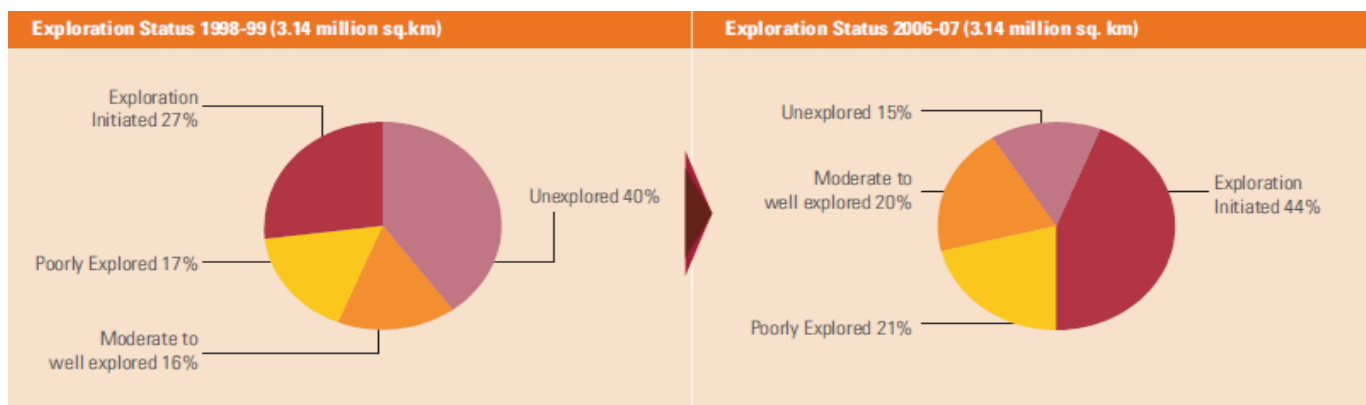 Exploration Status 1998-99 (3.14 million sq.km)
Exploration
Initiated 27%
Unexplored 40%
Poorly Explored 17%
Moderate to
well explored 16%
Exploration Status 2006-07 (3.14 million sq. km)
Unexplored 15%
Moderate to
well explored 20%
Exploration
Initiated 44%
Poorly Explored 21%